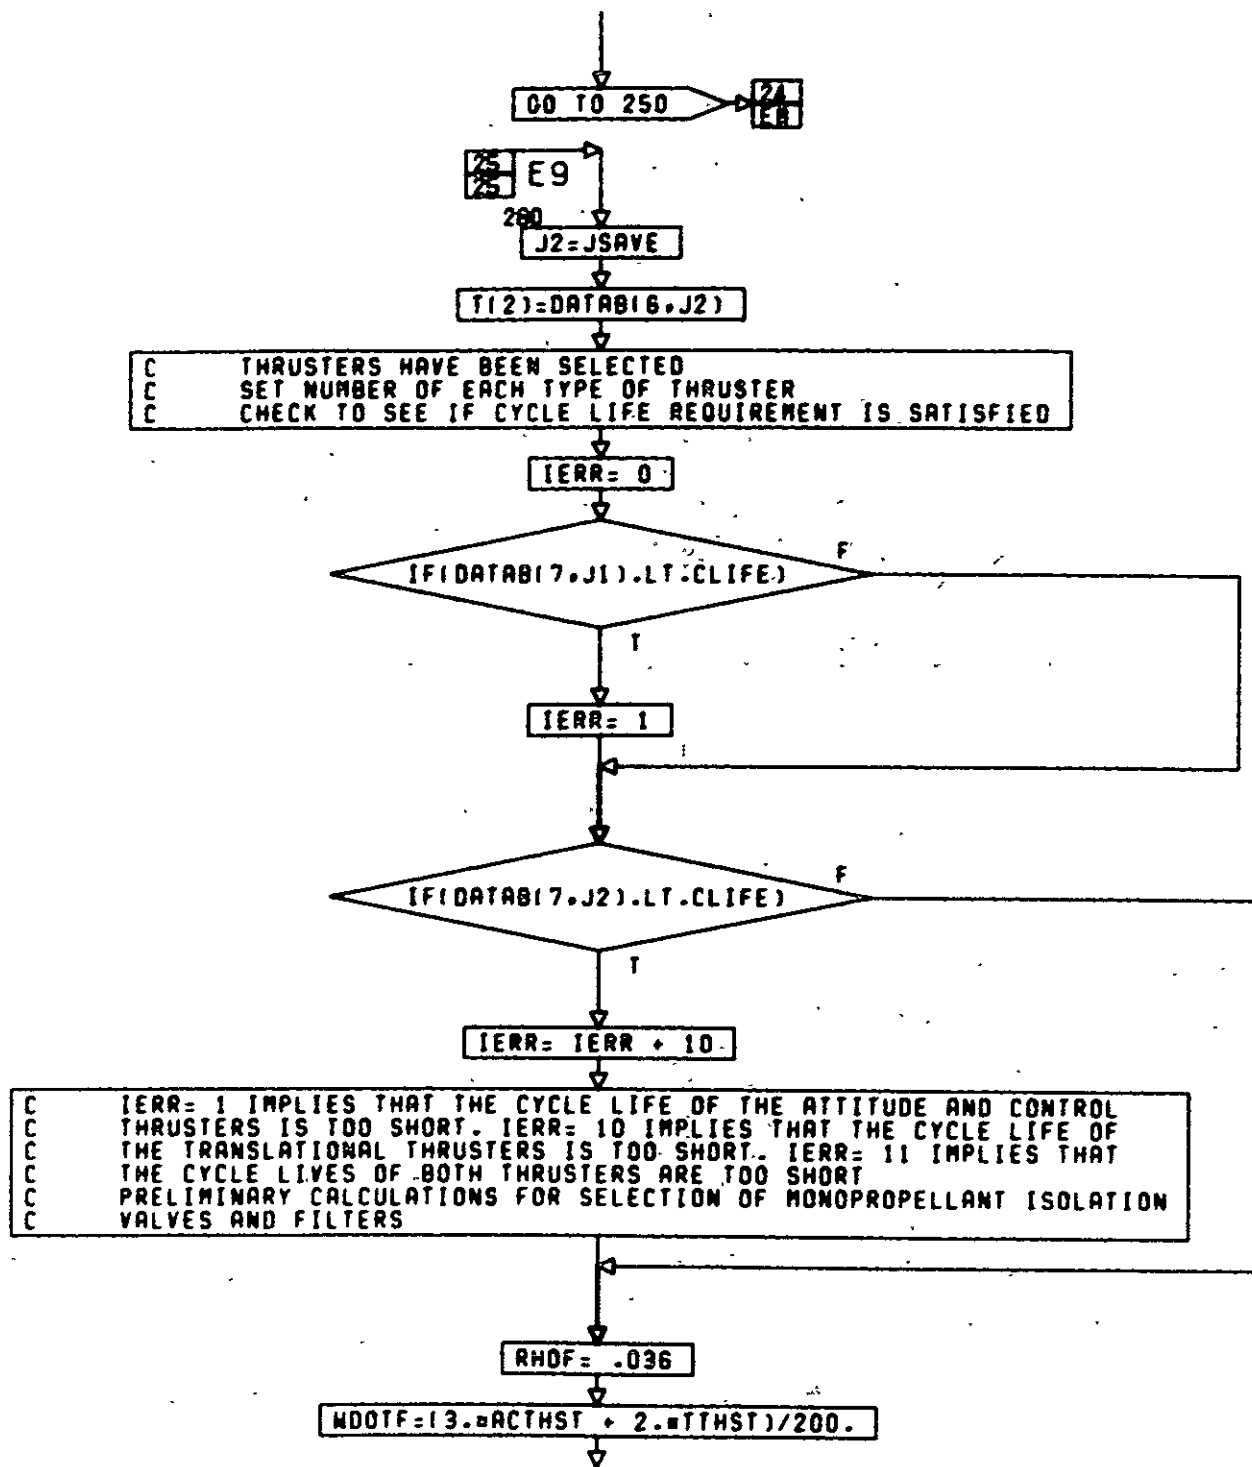 GO TO 250
24
25
25
E9
J2=JSAVE
T(2)=DATAB(6,J2)
C THRUSTERS HAVE BEEN SELECTED
C SET NUMBER OF EACH TYPE OF THRUSTER
C CHECK TO SEE IF CYCLE LIFE REQUIREMENT IS SATISFIED
IERR= 0
IF(DATAB(7,J1).LT.CLIFE)
F
T
IERR= 1
IF(DATAB(7,J2).LT.CLIFE)
F
T
IERR= IERR + 10
C IERR= 1 IMPLIES THAT THE CYCLE LIFE OF THE ATTITUDE AND CONTROL
C THRUSTERS IS TOO SHORT. IERR= 10 IMPLIES THAT THE CYCLE LIFE OF
C THE TRANSLATIONAL THRUSTERS IS TOO SHORT. IERR= 11 IMPLIES THAT
C THE CYCLE LIVES OF BOTH THRUSTERS ARE TOO SHORT
C PRELIMINARY CALCULATIONS FOR SELECTION OF MONOPROPELLANT ISOLATION
C VALVES AND FILTERS
RHOF= .036
WDOTF=(3.*ACTHST + 2.*TTHST)/200.